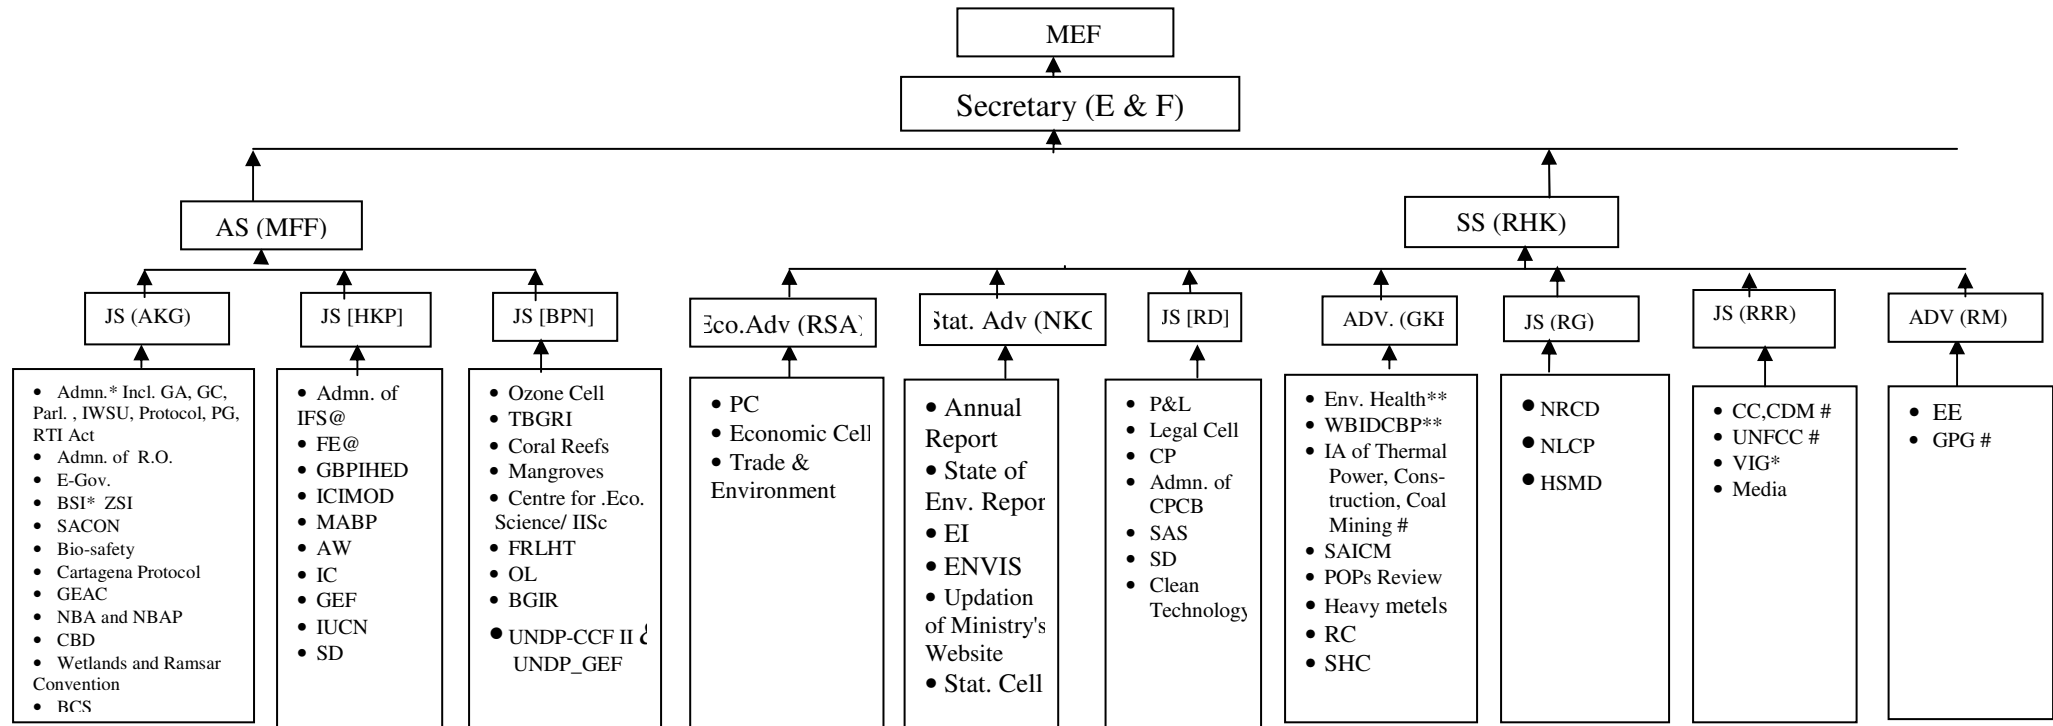 MEF
Secretary (E & F)
AS (MFF)
SS (RHK)
JS (AKG)
JS [HKP]
JS [BPN]
Eco.Adv (RSA)
Stat. Adv (NKC
JS [RD]
ADV. (GKP
JS (RG)
JS (RRR)
ADV (RM)
• Admn.* Incl. GA, GC,
Parl. , IWSU, Protocol, PG,
RTI Act
• Admn. of R.O.
• E-Gov.
• BSI* ZSI
• SACON
• Bio-safety
• Cartagena Protocol
• GEAC
• NBA and NBAP
• CBD
• Wetlands and Ramsar
Convention
• BCS
• Admn. of
IFS@
• FE@
• GBPIHED
• ICIMOD
• MABP
• AW
• IC
• GEF
• IUCN
• SD
• Ozone Cell
• TBGRI
• Coral Reefs
• Mangroves
• Centre for .Eco.
Science/ IISc
• FRLHT
• OL
• BGIR
• UNDP-CCF II &
UNDP_GEF
• PC
• Economic Cell
• Trade &
Environment
• Annual
Report
• State of
Env. Repor
• EI
• ENVIS
• Updation
of Ministry's
Website
• Stat. Cell
• P&L
• Legal Cell
• CP
• Admn. of
CPCB
• SAS
• SD
• Clean
Technology
• Env. Health**
• WBIDCBP**
• IA of Thermal
Power, Cons-
truction, Coal
Mining #
• SAICM
• POPs Review
• Heavy metels
• RC
• SHC
• NRCD
• NLCP
• HSMD
• CC,CDM #
• UNFCC #
• VIG*
• Media
• EE
• GPG #